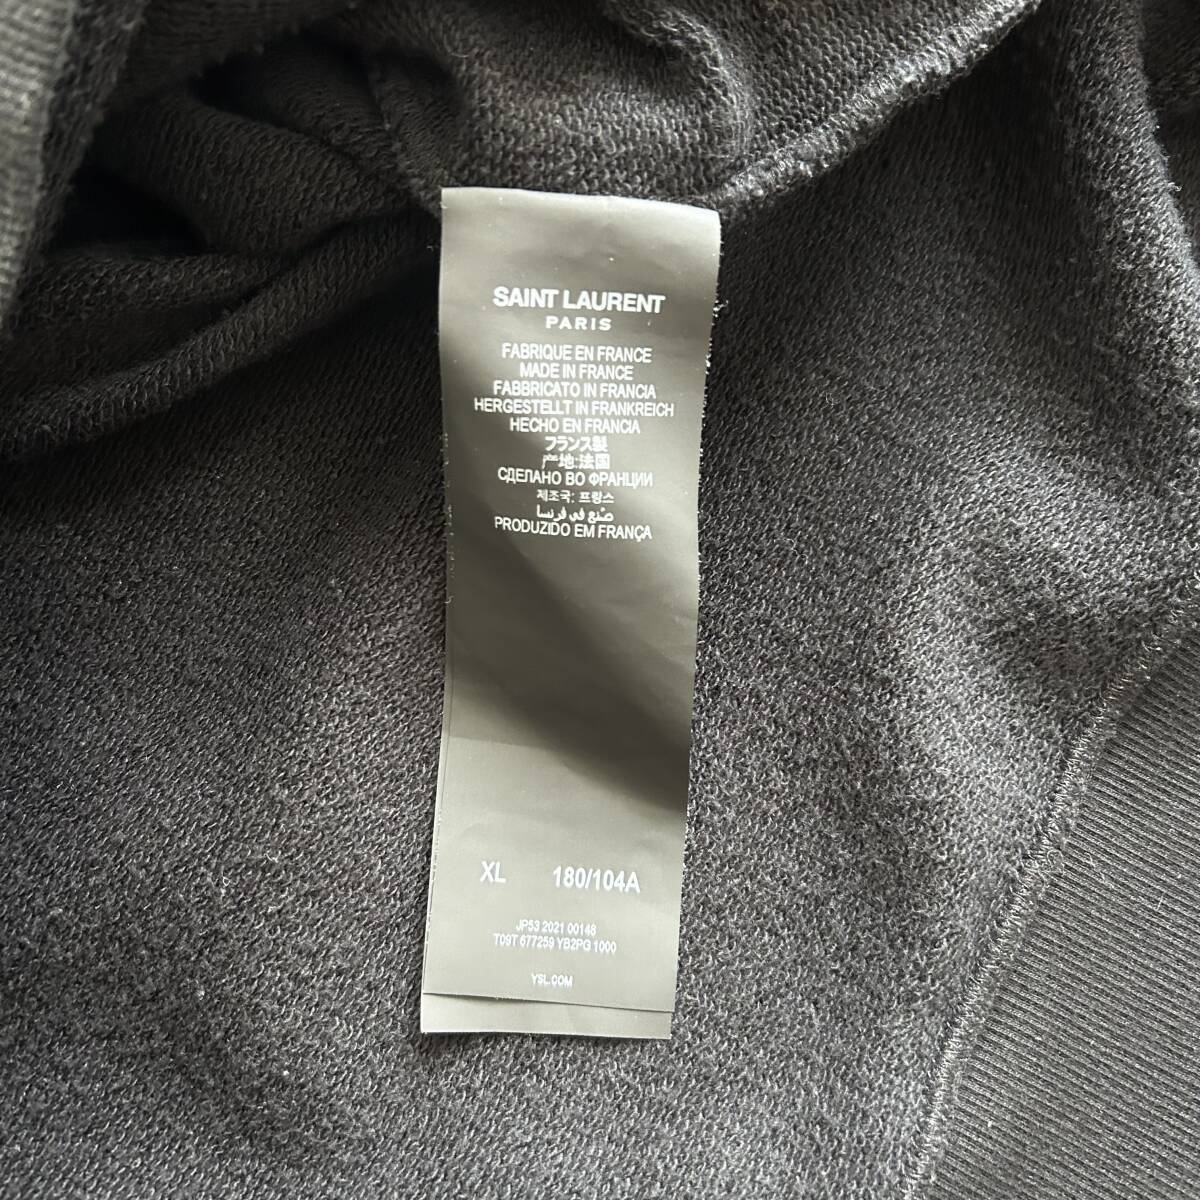 SAINT LAURENT
PARIS
FABRIQUE EN FRANCE
MADE IN FRANCE
FABBRICATO IN FRANCIA
HERGESTELLT IN FRANKREICH
HECHO EN FRANCIA
フランス製
产地:法国
СДЕЛАНО ВО ФРАНЦИИ
제조국: 프랑스
صنع في فرنسا
PRODUZIDO EM FRANÇA
XL 180/104A
JP53 2021 00148
T09T 677259 YB2PG 1000
YSL.COM